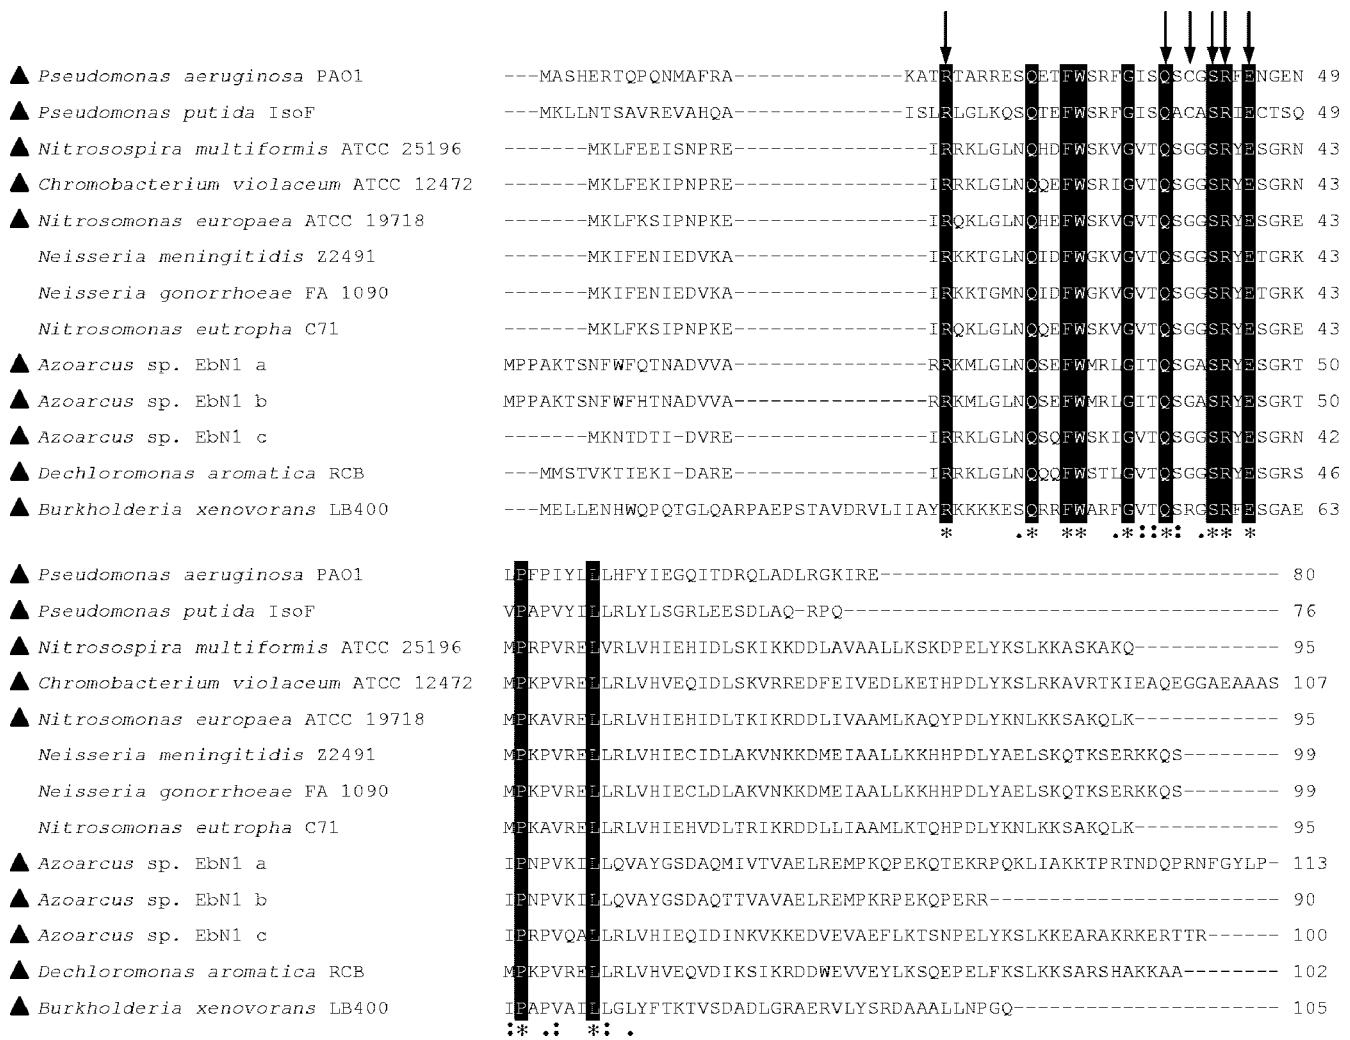 ▲ Pseudomonas aeruginosa PAO1 ---MASHERTQPQNMAFRA--------------KATRTARRESQETFWSRFGISQSCGSRFENGEN 49
▲ Pseudomonas putida IsoF ---MKLLNTSAVREVAHQA--------------ISLRLGLKQSQTEFWSRFGISQACASRIECTSQ 49
▲ Nitrosospira multiformis ATCC 25196 -------MKLFEEISNPRE----------------IRRKLGLNQHDFWSKVGVTQSGGSRYESGRN 43
▲ Chromobacterium violaceum ATCC 12472 -------MKLFEKIPNPRE----------------IRRKLGLNQQEFWSRIGVTQSGGSRYESGRN 43
▲ Nitrosomonas europaea ATCC 19718 -------MKLFKSIPNPKE----------------IRQKLGLNQHEFWSKVGVTQSGGSRYESGRE 43
Neisseria meningitidis Z2491 -------MKIFENIEDVKA----------------IRKKTGLNQIDFWGKVGVTQSGGSRYETGRK 43
Neisseria gonorrhoeae FA 1090 -------MKIFENIEDVKA----------------IRKKTGMNQIDFWGKVGVTQSGGSRYETGRK 43
Nitrosomonas eutropha C71 -------MKLFKSIPNPKE----------------IRQKLGLNQQEFWSKVGVTQSGGSRYESGRE 43
▲ Azoarcus sp. EbN1 a MPPAKTSNFWFQTNADVVA----------------RRKMLGLNQSEFWMRLGITQSGASRYESGRT 50
▲ Azoarcus sp. EbN1 b MPPAKTSNFWFHTNADVVA----------------RRKMLGLNQSEFWMRLGITQSGASRYESGRT 50
▲ Azoarcus sp. EbN1 c -------MKNTDTI-DVRE----------------IRRKLGLNQSQFWSKIGVTQSGGSRYESGRN 42
▲ Dechloromonas aromatica RCB ---MMSTVKTIEKI-DARE----------------IRRKLGLNQQQFWSTLGVTQSGGSRYESGRS 46
▲ Burkholderia xenovorans LB400 ---MELLENHWQPQTGLQARPAEPSTAVDRVLIIAYRKKKKESQRRFWARFGVTQSRGSRFESGAE 63
* .* ** .*::*: .** *
▲ Pseudomonas aeruginosa PAO1 LPFPIYLLLHFYIEGQITDRQLADLRGKIRE--------------------------------- 80
▲ Pseudomonas putida IsoF VPAPVYILLRLYLSGRLEESDLAQ-RPQ------------------------------------ 76
▲ Nitrosospira multiformis ATCC 25196 MPRPVRELVRLVHIEHIDLSKIKKDDLAVAALLKSKDPELYKSLKKASKAKQ------------ 95
▲ Chromobacterium violaceum ATCC 12472 MPKPVRELLRLVHVEQIDLSKVRREDFEIVEDLKETHPDLYKSLRKAVRTKIEAQEGGAEAAAS 107
▲ Nitrosomonas europaea ATCC 19718 MPKAVRELLRLVHIEHIDLTKIKRDDLIVAAMLKAQYPDLYKNLKKSAKQLK------------ 95
Neisseria meningitidis Z2491 MPKPVRELLRLVHIECIDLAKVNKKDMEIAALLKKHHPDLYAELSKQTKSERKKQS-------- 99
Neisseria gonorrhoeae FA 1090 MPKPVRELLRLVHIECLDLAKVNKKDMEIAALLKKHHPDLYAELSKQTKSERKKQS-------- 99
Nitrosomonas eutropha C71 MPKAVRELLRLVHIEHVDLTRIKRDDLLIAAMLKTQHPDLYKNLKKSAKQLK------------ 95
▲ Azoarcus sp. EbN1 a IPNPVKILLQVAYGSDAQMIVTVAELREMPKQPEKQTEKRPQKLIAKKTPRTNDQPRNFGYLP- 113
▲ Azoarcus sp. EbN1 b IPNPVKILLQVAYGSDAQTTVAVAELREMPKRPEKQPERR------------------------ 90
▲ Azoarcus sp. EbN1 c IPRPVQALLRLVHIEQIDINKVKKEDVEVAEFLKTSNPELYKSLKKEARAKRKERTTR------ 100
▲ Dechloromonas aromatica RCB MPKPVRELLRLVHVEQVDIKSIKRDDWEVVEYLKSQEPELFKSLKKSARSHAKKAA-------- 102
▲ Burkholderia xenovorans LB400 IPAPVAILLGLYFTKTVSDADLGRAERVLYSRDAAALLNPGQ---------------------- 105
:* .: *: .